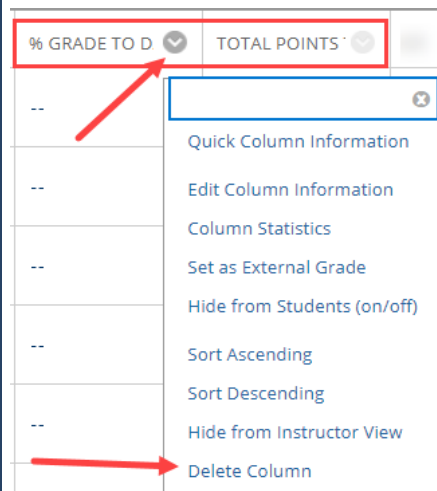 % GRADE TO D
TOTAL POINTS
--
Quick Column Information
--
Edit Column Information
Column Statistics
--
Set as External Grade
Hide from Students (on/off)
--
Sort Ascending
Sort Descending
--
Hide from Instructor View
Delete Column